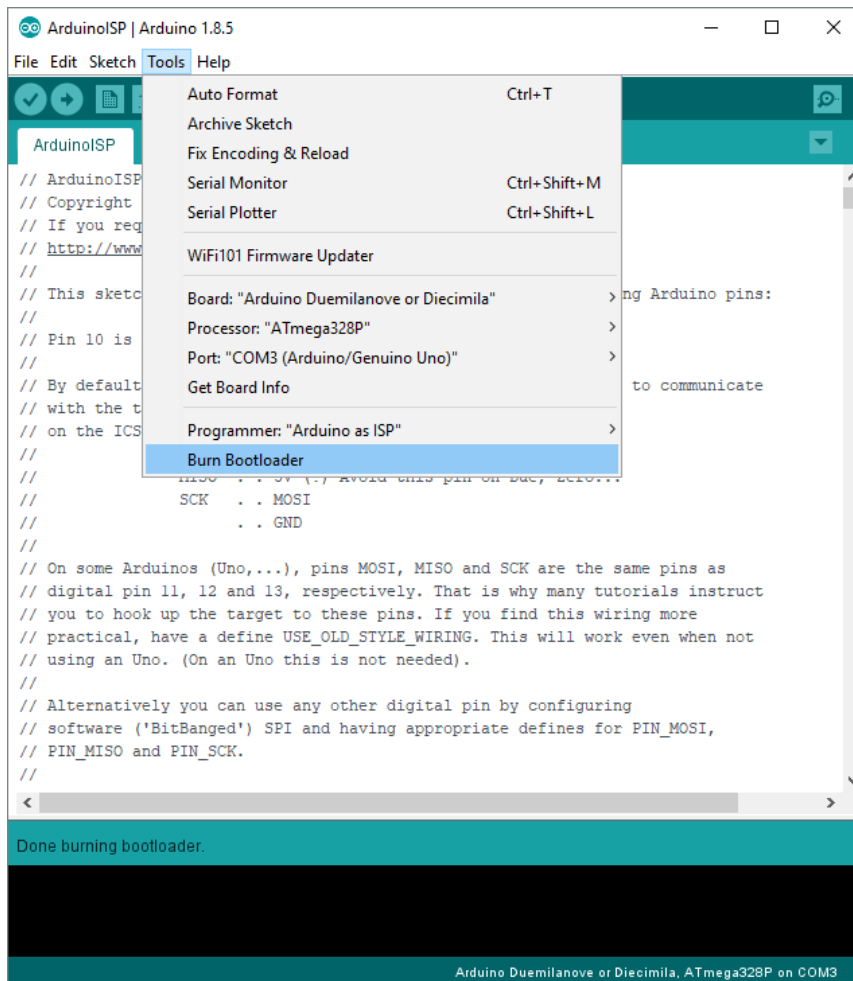 ArduinoISP | Arduino 1.8.5
File Edit Sketch Tools Help
Auto Format Ctrl+T
Archive Sketch
Fix Encoding & Reload
Serial Monitor Ctrl+Shift+M
Serial Plotter Ctrl+Shift+L
WiFi101 Firmware Updater
Board: "Arduino Duemilanove or Diecimila"
Processor: "ATmega328P"
Port: "COM3 (Arduino/Genuino Uno)"
Get Board Info
Programmer: "Arduino as ISP"
Burn Bootloader
ArduinoISP
// ArduinoISP
// Copyright
// If you req
// http://www
//
// This sketc ng Arduino pins:
//
// Pin 10 is
//
// By default to communicate
// with the t
// on the ICS
//
// MISO . . 5V (!) Avoid this pin on Due, Zero...
// SCK . . MOSI
// . . GND
//
// On some Arduinos (Uno,...), pins MOSI, MISO and SCK are the same pins as
// digital pin 11, 12 and 13, respectively. That is why many tutorials instruct
// you to hook up the target to these pins. If you find this wiring more
// practical, have a define USE_OLD_STYLE_WIRING. This will work even when not
// using an Uno. (On an Uno this is not needed).
//
// Alternatively you can use any other digital pin by configuring
// software ('BitBanged') SPI and having appropriate defines for PIN_MOSI,
// PIN_MISO and PIN_SCK.
//
Done burning bootloader.
Arduino Duemilanove or Diecimila, ATmega328P on COM3